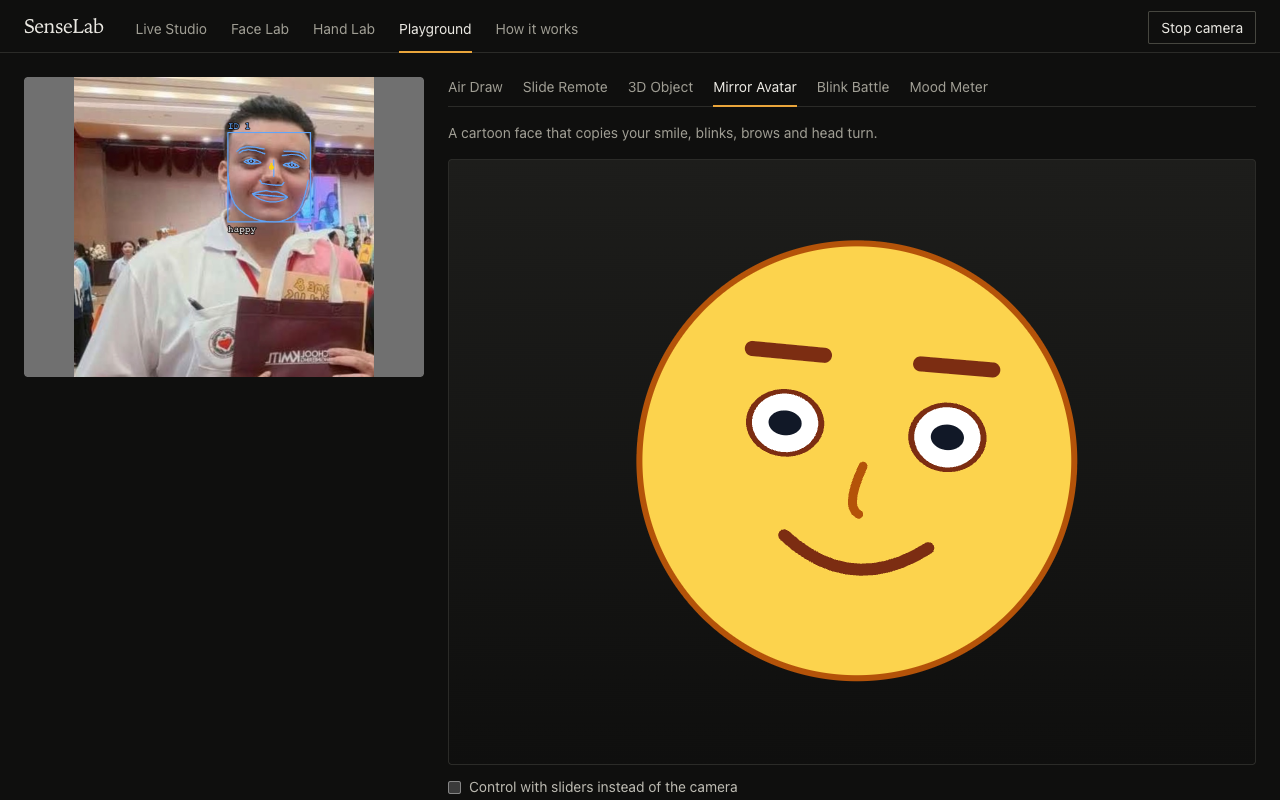 SenseLab
Live Studio
Face Lab
Hand Lab
Playground
How it works
Stop camera
ID 1
happy
Air Draw
Slide Remote
3D Object
Mirror Avatar
Blink Battle
Mood Meter
A cartoon face that copies your smile, blinks, brows and head turn.
Control with sliders instead of the camera